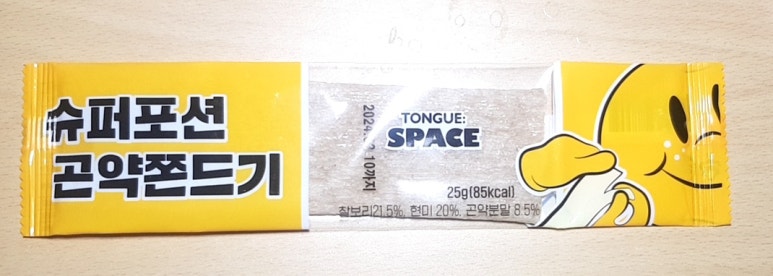 슈퍼포션
곤약쫀드기
TONGUE:
SPACE
10까지
25g(85kcal)
찰보리21.5%, 현미 20%, 곤약분말 8.5%